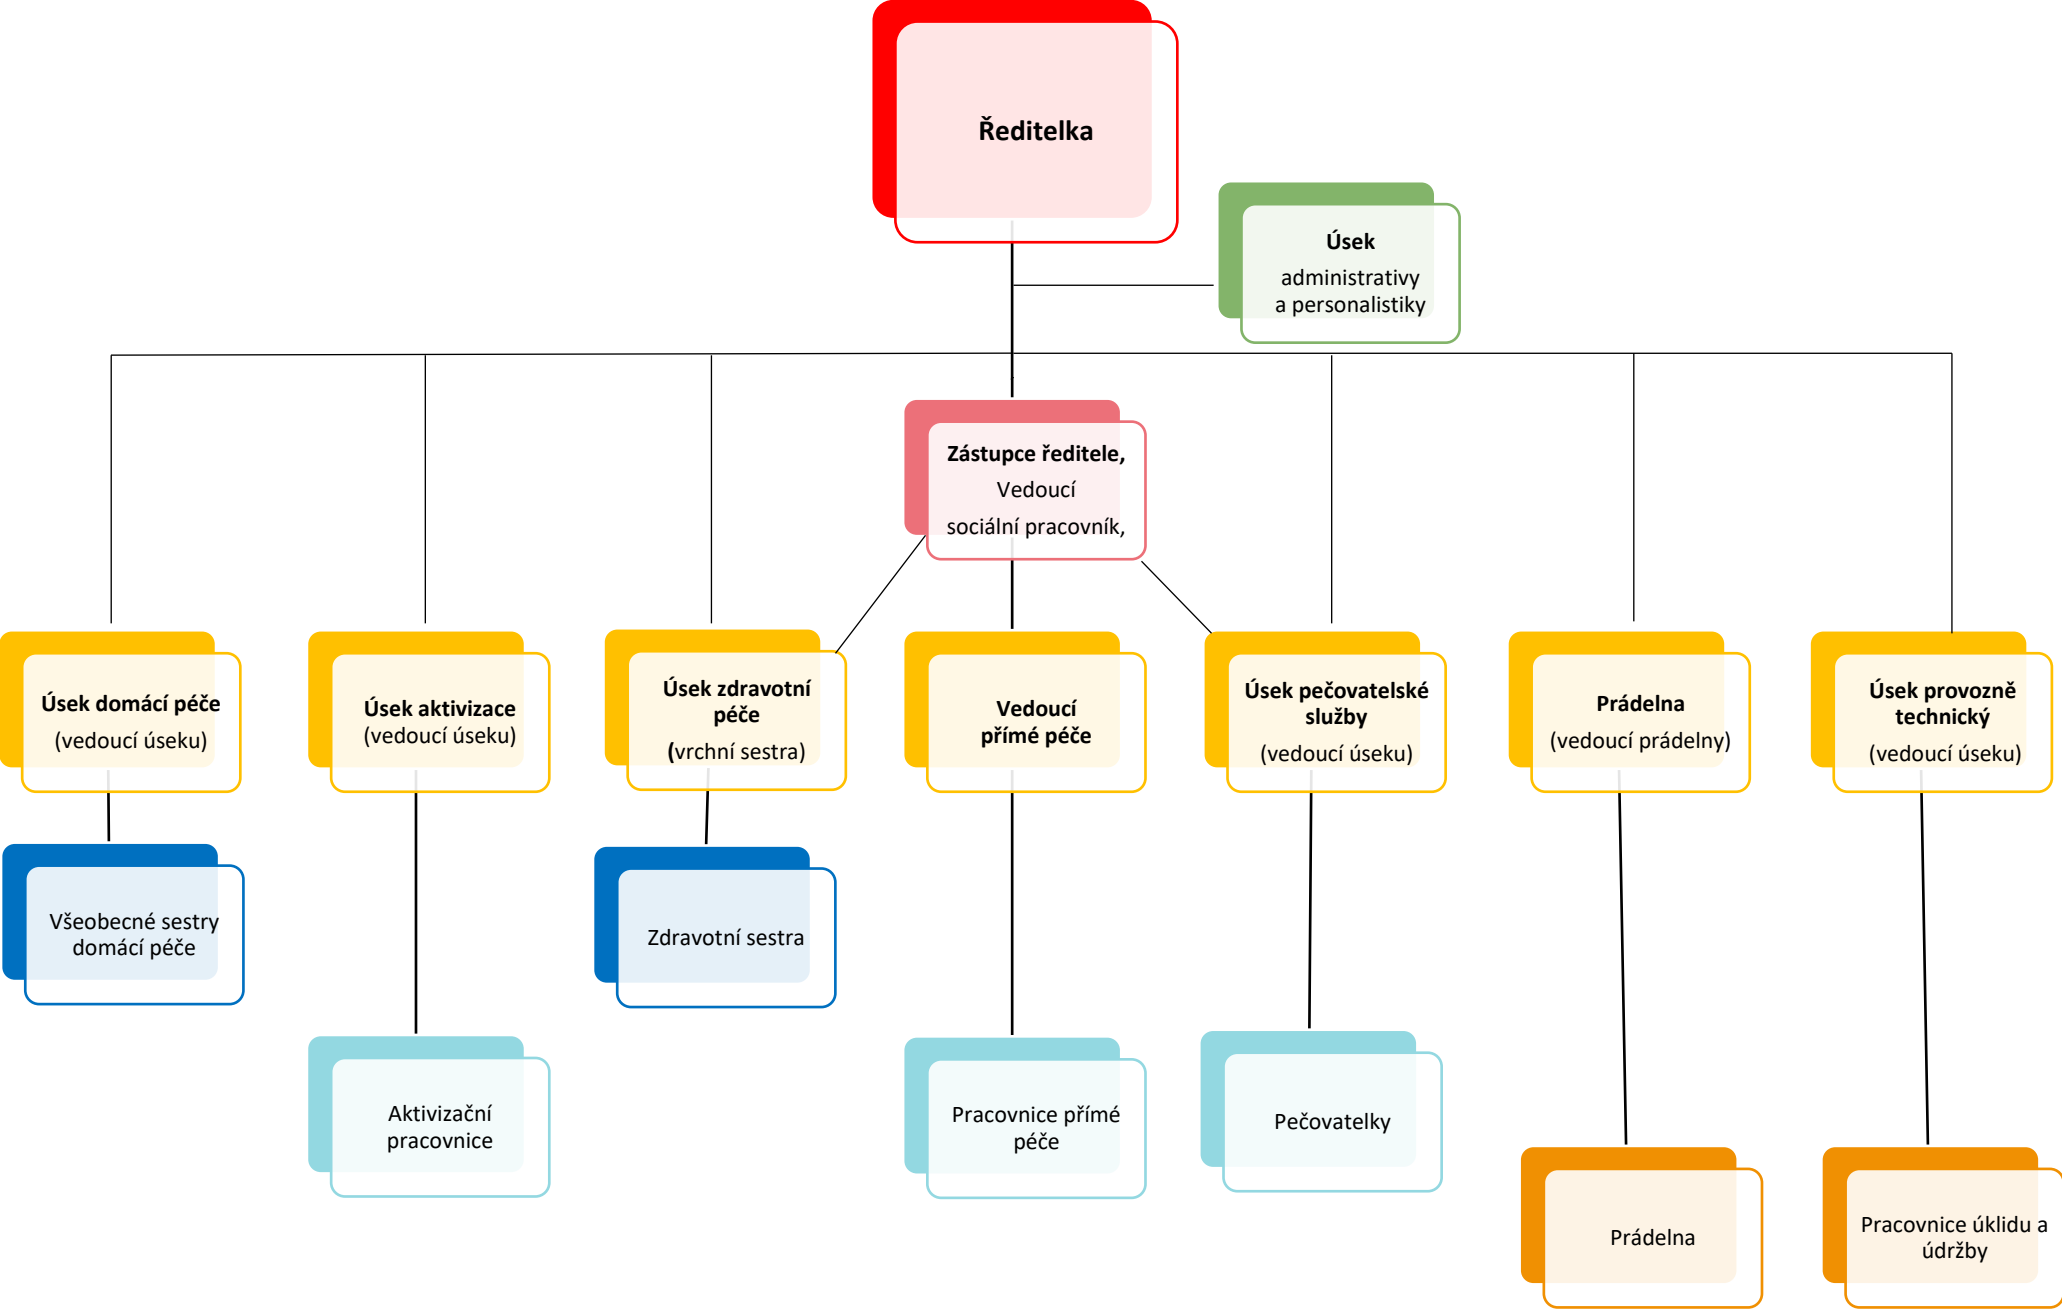 Ředitelka
Úsek
administrativy
a personalistiky
Zástupce ředitele,
Vedoucí
sociální pracovník,
Úsek domácí péče
(vedoucí úseku)
Úsek aktivizace
(vedoucí úseku)
Úsek zdravotní
péče
(vrchní sestra)
Vedoucí
přímé péče
Úsek pečovatelské
služby
(vedoucí úseku)
Prádelna
(vedoucí prádelny)
Úsek provozně
technický
(vedoucí úseku)
Všeobecné sestry
domácí péče
Zdravotní sestra
Aktivizační
pracovnice
Pracovnice přímé
péče
Pečovatelky
Prádelna
Pracovnice úklidu a
údržby